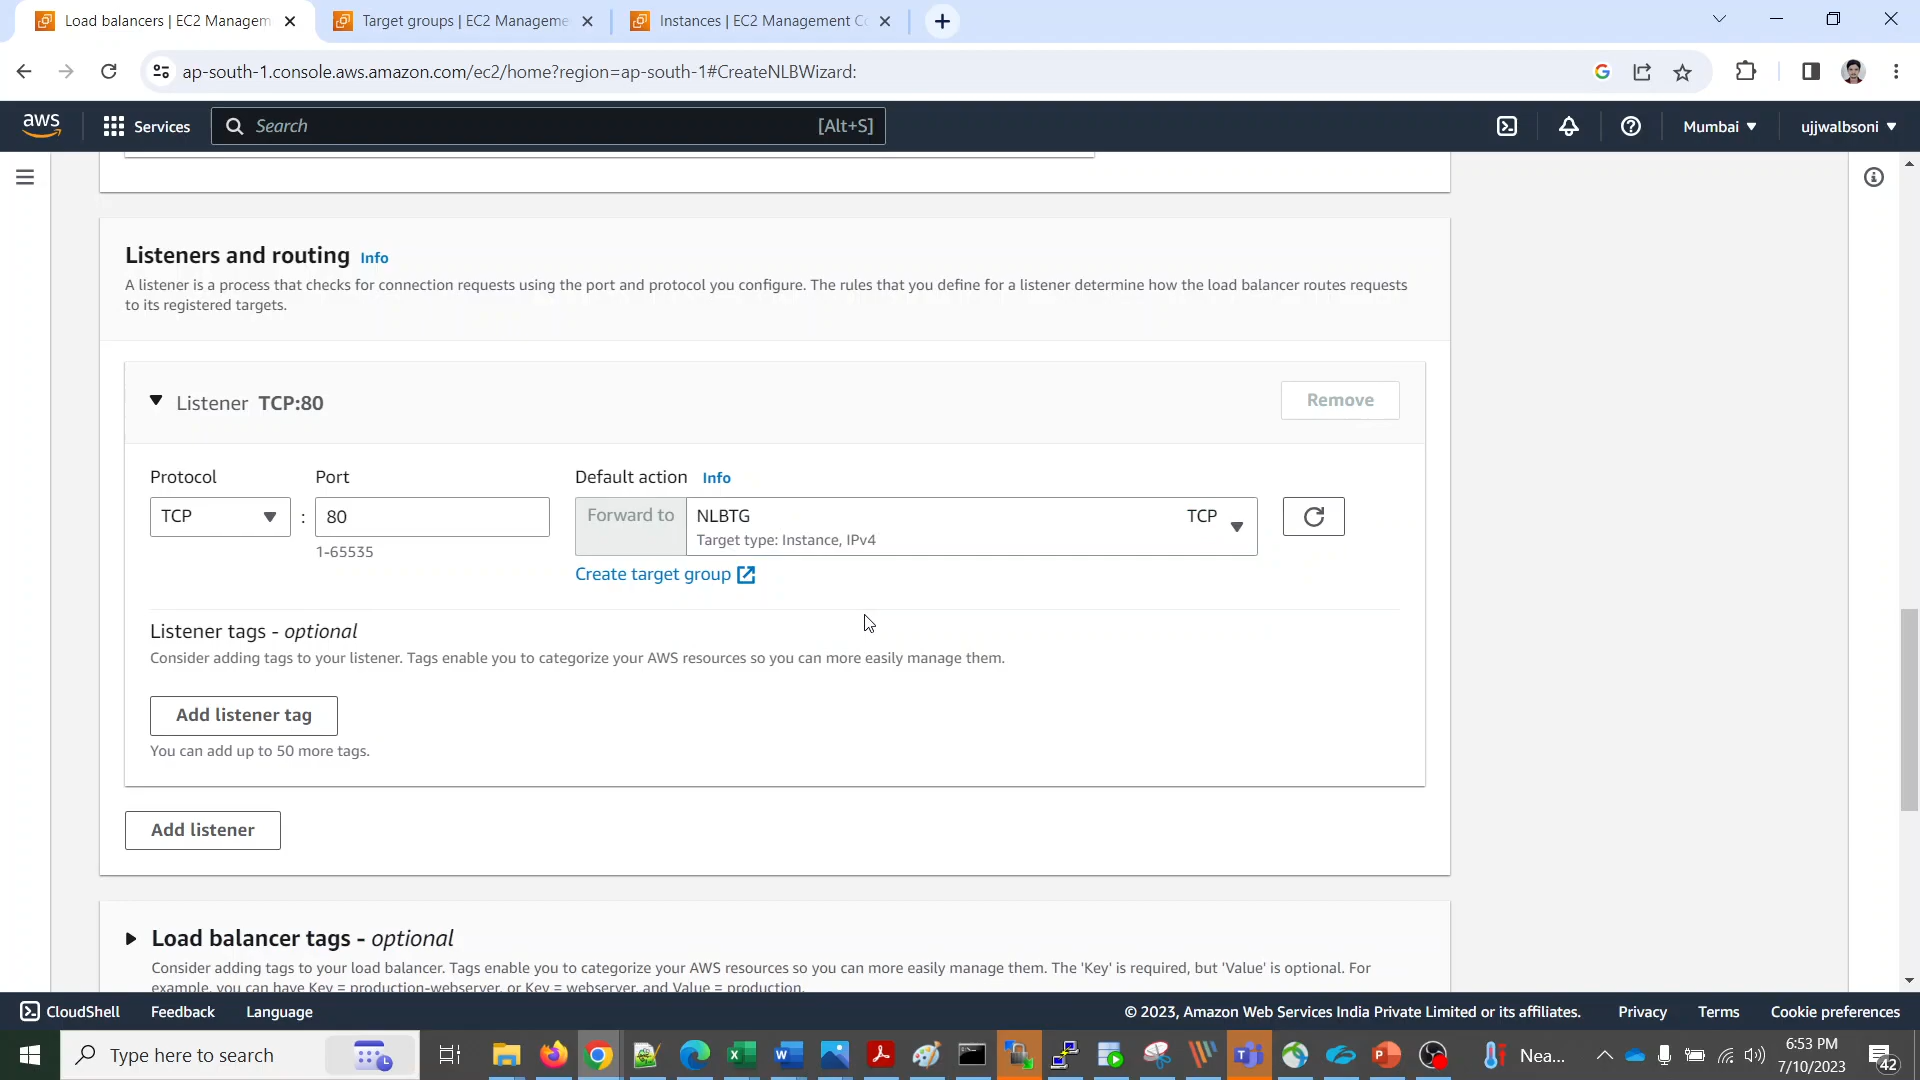 Load balancers | EC2 Managem
Target groups | EC2 Manageme
Instances | EC2 Management Co
ap-south-1.console.aws.amazon.com/ec2/home?region=ap-south-1#CreateNLBWizard:
aws
Services
Search
[Alt+S]
Mumbai
ujjwalbsoni
Listeners and routing Info
A listener is a process that checks for connection requests using the port and protocol you configure. The rules that you define for a listener determine how the load balancer routes requests
to its registered targets.
Listener TCP:80
Remove
Protocol
Port
Default action Info
TCP
:
80
Forward to
NLBTG
TCP
1-65535
Target type: Instance, IPv4
Create target group
Listener tags - optional
Consider adding tags to your listener. Tags enable you to categorize your AWS resources so you can more easily manage them.
Add listener tag
You can add up to 50 more tags.
Add listener
Load balancer tags - optional
Consider adding tags to your load balancer. Tags enable you to categorize your AWS resources so you can more easily manage them. The 'Key' is required, but 'Value' is optional. For
example, you can have Key = production-webserver, or Key = webserver, and Value = production.
CloudShell
Feedback
Language
© 2023, Amazon Web Services India Private Limited or its affiliates.
Privacy
Terms
Cookie preferences
Type here to search
Nea...
6:53 PM
7/10/2023
42